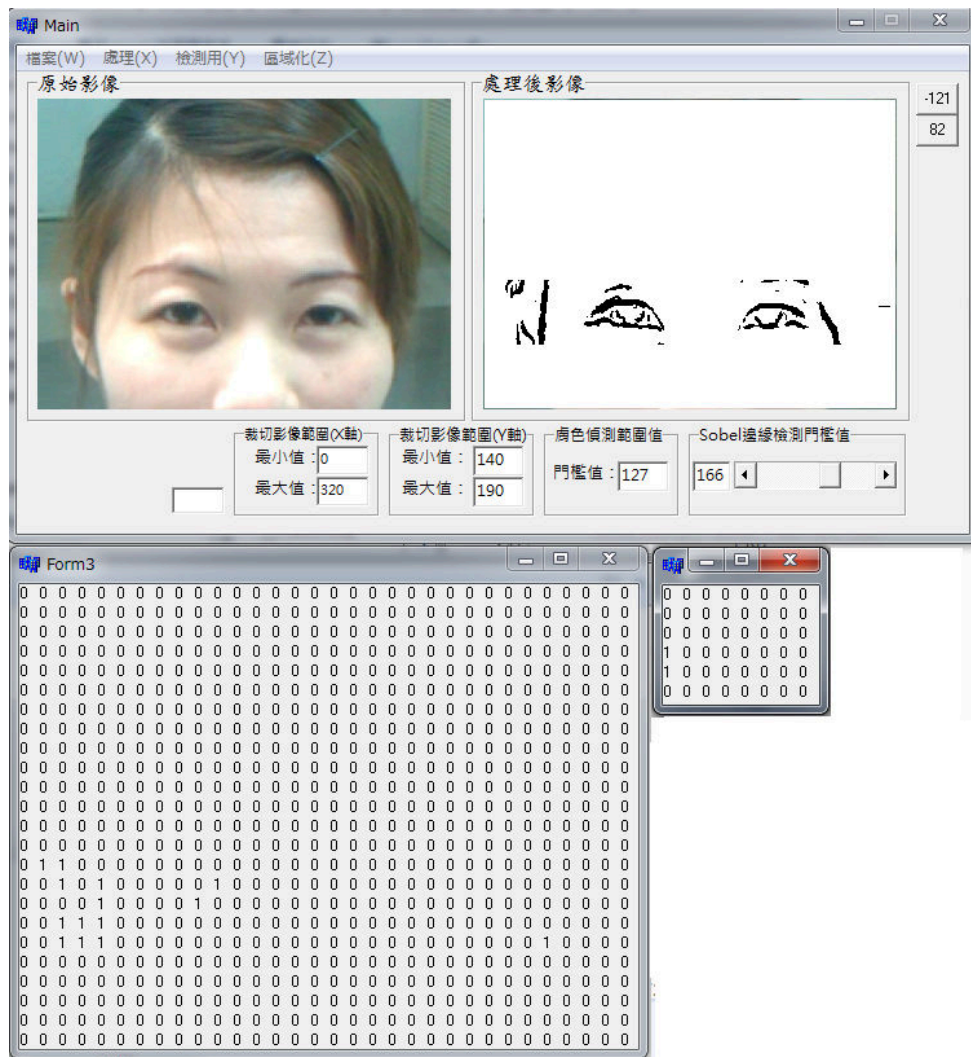 Main
檔案(W) 處理(X) 檢測用(Y) 區域化(Z)
原始影像
處理後影像
-121
82
裁切影像範圍(X軸)
最小值：0
最大值：320
裁切影像範圍(Y軸)
最小值：140
最大值：190
膚色偵測範圍值
門檻值：127
Sobel邊緣檢測門檻值
166
Form3
0 0 0 0 0 0 0 0 0 0 0 0 0 0 0 0 0 0 0 0 0 0 0 0 0 0 0 0 0 0 0 0
0 0 0 0 0 0 0 0 0 0 0 0 0 0 0 0 0 0 0 0 0 0 0 0 0 0 0 0 0 0 0 0
0 0 0 0 0 0 0 0 0 0 0 0 0 0 0 0 0 0 0 0 0 0 0 0 0 0 0 0 0 0 0 0
0 0 0 0 0 0 0 0 0 0 0 0 0 0 0 0 0 0 0 0 0 0 0 0 0 0 0 0 0 0 0 0
0 0 0 0 0 0 0 0 0 0 0 0 0 0 0 0 0 0 0 0 0 0 0 0 0 0 0 0 0 0 0 0
0 0 0 0 0 0 0 0 0 0 0 0 0 0 0 0 0 0 0 0 0 0 0 0 0 0 0 0 0 0 0 0
0 0 0 0 0 0 0 0 0 0 0 0 0 0 0 0 0 0 0 0 0 0 0 0 0 0 0 0 0 0 0 0
0 0 0 0 0 0 0 0 0 0 0 0 0 0 0 0 0 0 0 0 0 0 0 0 0 0 0 0 0 0 0 0
0 0 0 0 0 0 0 0 0 0 0 0 0 0 0 0 0 0 0 0 0 0 0 0 0 0 0 0 0 0 0 0
0 0 0 0 0 0 0 0 0 0 0 0 0 0 0 0 0 0 0 0 0 0 0 0 0 0 0 0 0 0 0 0
0 0 0 0 0 0 0 0 0 0 0 0 0 0 0 0 0 0 0 0 0 0 0 0 0 0 0 0 0 0 0 0
0 0 0 0 0 0 0 0 0 0 0 0 0 0 0 0 0 0 0 0 0 0 0 0 0 0 0 0 0 0 0 0
0 0 0 0 0 0 0 0 0 0 0 0 0 0 0 0 0 0 0 0 0 0 0 0 0 0 0 0 0 0 0 0
0 0 0 0 0 0 0 0 0 0 0 0 0 0 0 0 0 0 0 0 0 0 0 0 0 0 0 0 0 0 0 0
0 1 1 0 0 0 0 0 0 0 0 0 0 0 0 0 0 0 0 0 0 0 0 0 0 0 0 0 0 0 0 0
0 0 1 0 1 0 0 0 0 0 1 0 0 0 0 0 0 0 0 0 0 0 0 0 0 0 0 0 0 0 0 0
0 0 0 0 1 0 0 0 0 1 0 0 0 0 0 0 0 0 0 0 0 0 0 0 0 0 0 0 0 0 0 0
0 0 1 1 1 0 0 0 0 0 0 0 0 0 0 0 0 0 0 0 0 0 0 0 0 0 0 0 0 0 0 0
0 0 1 1 1 0 0 0 0 0 0 0 0 0 0 0 0 0 0 0 0 0 0 0 0 0 0 1 0 0 0 0
0 0 0 0 0 0 0 0 0 0 0 0 0 0 0 0 0 0 0 0 0 0 0 0 0 0 0 0 0 0 0 0
0 0 0 0 0 0 0 0 0 0 0 0 0 0 0 0 0 0 0 0 0 0 0 0 0 0 0 0 0 0 0 0
0 0 0 0 0 0 0 0 0 0 0 0 0 0 0 0 0 0 0 0 0 0 0 0 0 0 0 0 0 0 0 0
0 0 0 0 0 0 0 0 0 0 0 0 0 0 0 0 0 0 0 0 0 0 0 0 0 0 0 0 0 0 0 0
0 0 0 0 0 0 0 0 0 0 0 0 0 0 0 0 0 0 0 0 0 0 0 0 0 0 0 0 0 0 0 0
0 0 0 0 0 0 0 0
0 0 0 0 0 0 0 0
0 0 0 0 0 0 0 0
1 0 0 0 0 0 0 0
1 0 0 0 0 0 0 0
0 0 0 0 0 0 0 0